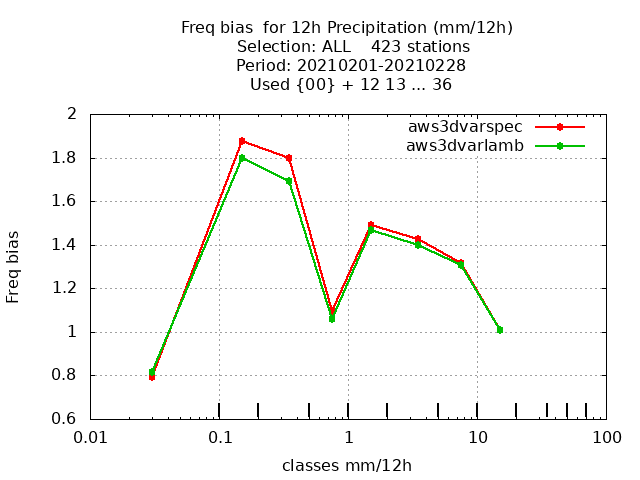 Freq bias  for 12h Precipitation (mm/12h)
Selection: ALL    423 stations
Period: 20210201-20210228
Used {00} + 12 13 ... 36
aws3dvarspec
aws3dvarlamb
2
1.8
1.6
1.4
1.2
1
0.8
0.6
Freq bias
0.01
0.1
1
10
100
classes mm/12h